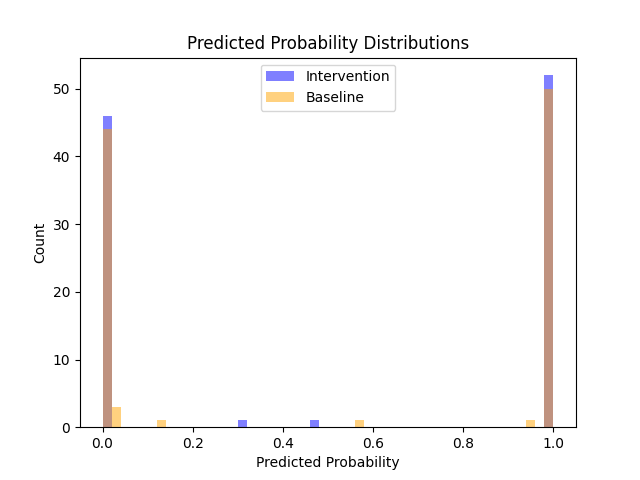 Predicted Probability Distributions
Intervention
Baseline
50
40
30
20
10
0
Count
0.0 0.2 0.4 0.6 0.8 1.0
Predicted Probability